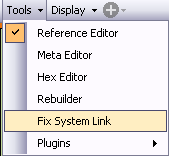 Tools Display
Reference Editor
Meta Editor
Hex Editor
Rebuilder
Fix System Link
Plugins